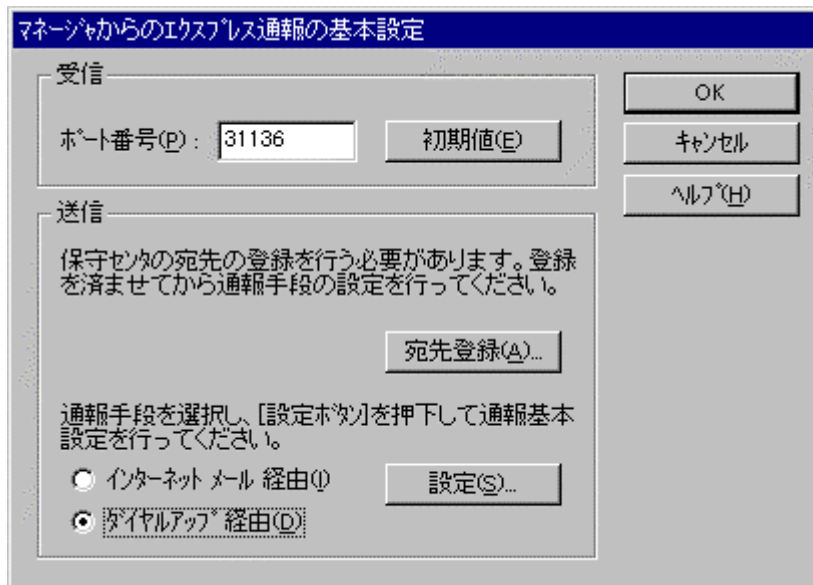 ﾏﾈｰｼﾞｬからのｴｸｽﾌﾟﾚｽ通報の基本設定
受信
ﾎﾟｰﾄ番号(P)：
31136
初期値(E)
OK
ｷｬﾝｾﾙ
ﾍﾙﾌﾟ(H)
送信
保守ｾﾝﾀの宛先の登録を行う必要があります。登録
を済ませてから通報手段の設定を行ってください。
宛先登録(A)...
通報手段を選択し、[設定ﾎﾞﾀﾝ]を押下して通報基本
設定を行ってください。
ｲﾝﾀｰﾈｯﾄ ﾒｰﾙ 経由(I)
設定(S)...
ﾀﾞｲﾔﾙｱｯﾌﾟ経由(D)